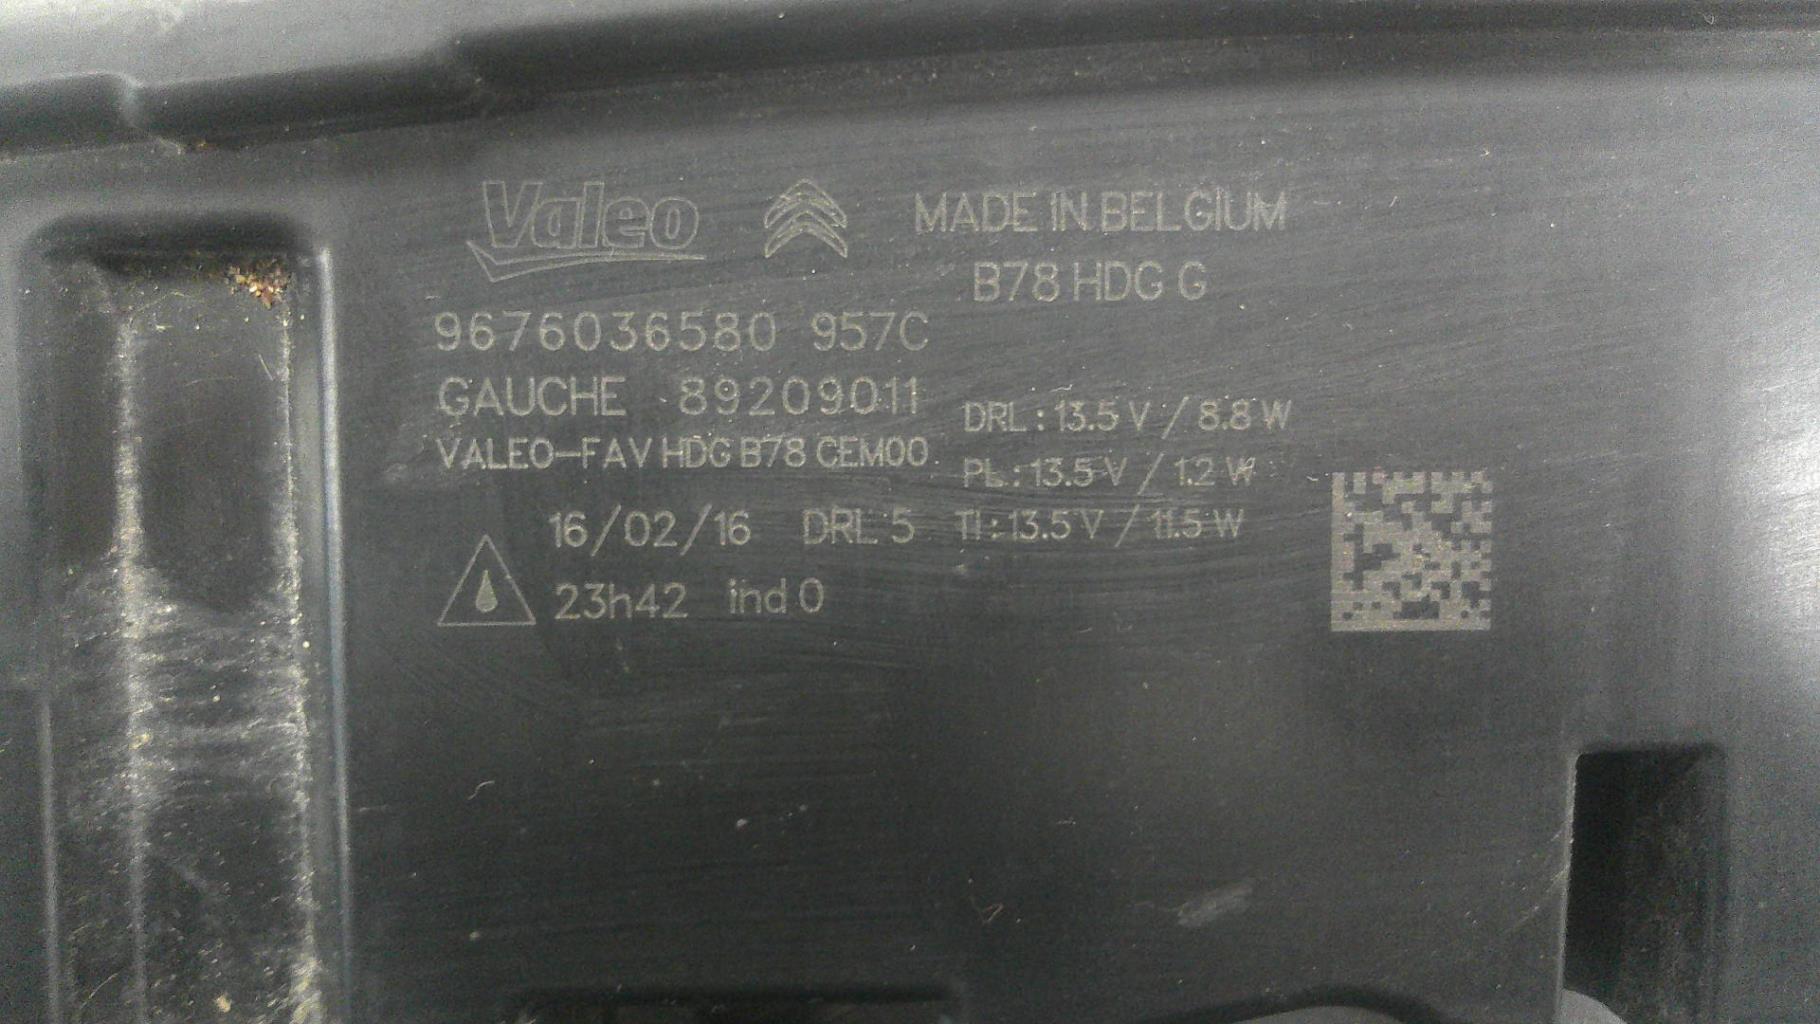 Valeo MADE IN BELGIUM
B78 HDG G
9676036580 957C
GAUCHE 89209011
DRL : 13.5 V / 8.8 W
VALEO-FAV HDG B78 CEM00
PL : 13.5 V / 1.2 W
16/02/16 DRL 5 TI : 13.5 V / 11.5 W
23h42 ind 0